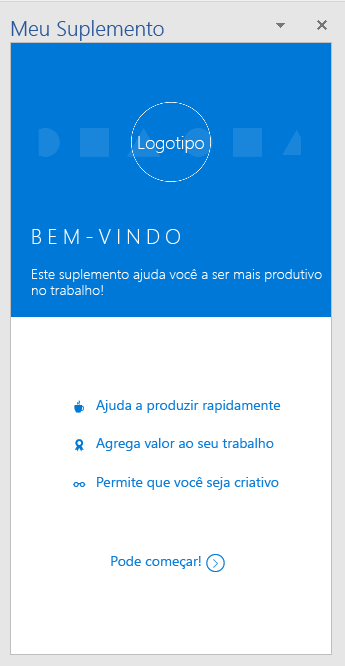 Meu Suplemento
Logotipo
BEM-VINDO
Este suplemento ajuda você a ser mais produtivo
no trabalho!
Ajuda a produzir rapidamente
Agrega valor ao seu trabalho
Permite que você seja criativo
Pode começar!